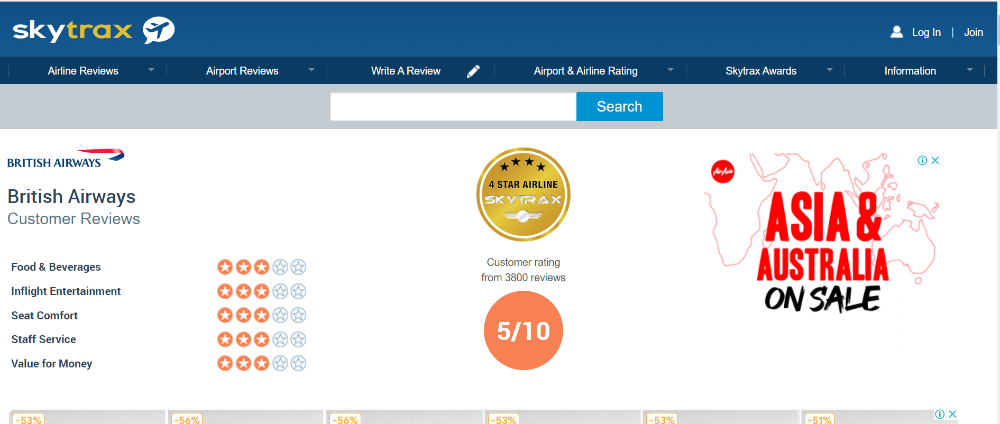 skytrax
Log In | Join
Airline Reviews
Airport Reviews
Write A Review
Airport & Airline Rating
Skytrax Awards
Information
Search
BRITISH AIRWAYS
British Airways
Customer Reviews
Food & Beverages
Inflight Entertainment
Seat Comfort
Staff Service
Value for Money
4 STAR AIRLINE
SKYTRAX
Customer rating
from 3800 reviews
5/10
AirAsia
ASIA &
AUSTRALIA
ON SALE
-53%
-56%
-56%
-53%
-53%
-51%